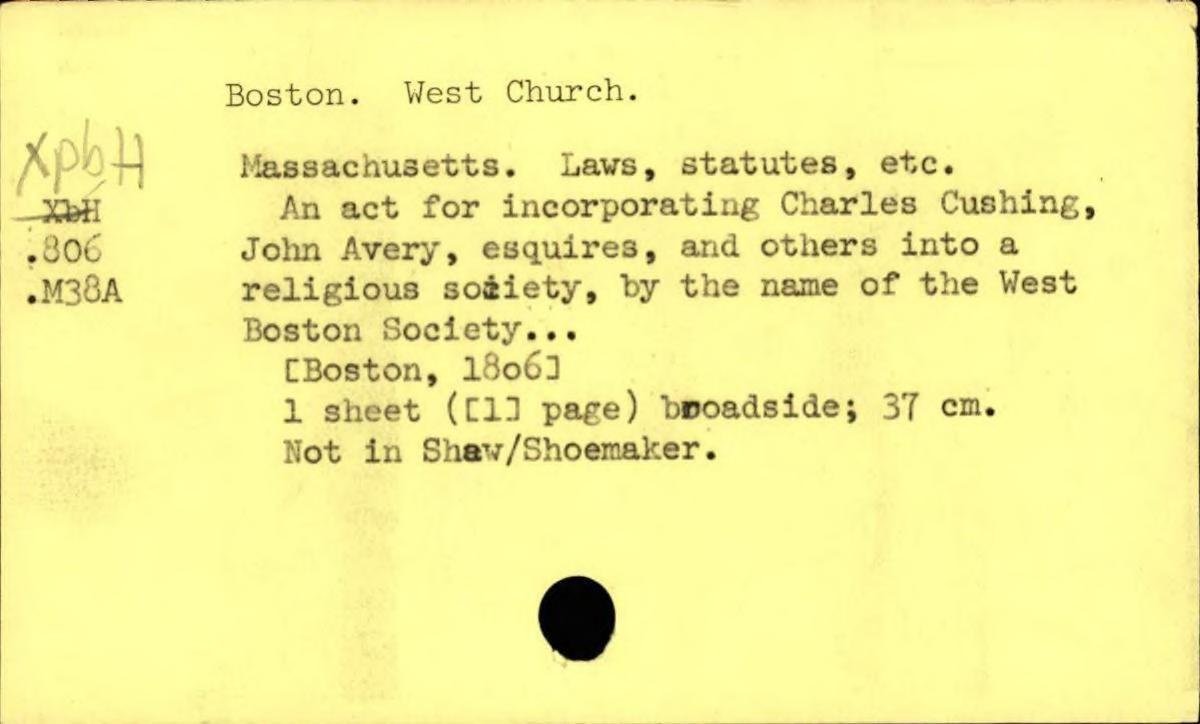 Boston. West Church.
XpbH
Massachusetts. Laws, statutes, etc.
XbH
An act for incorporating Charles Cushing,
.806
John Avery, esquires, and others into a
.M38A
religious society, by the name of the West
Boston Society...
[Boston, 1806]
1 sheet ([1] page) broadside; 37 cm.
Not in Shaw/Shoemaker.